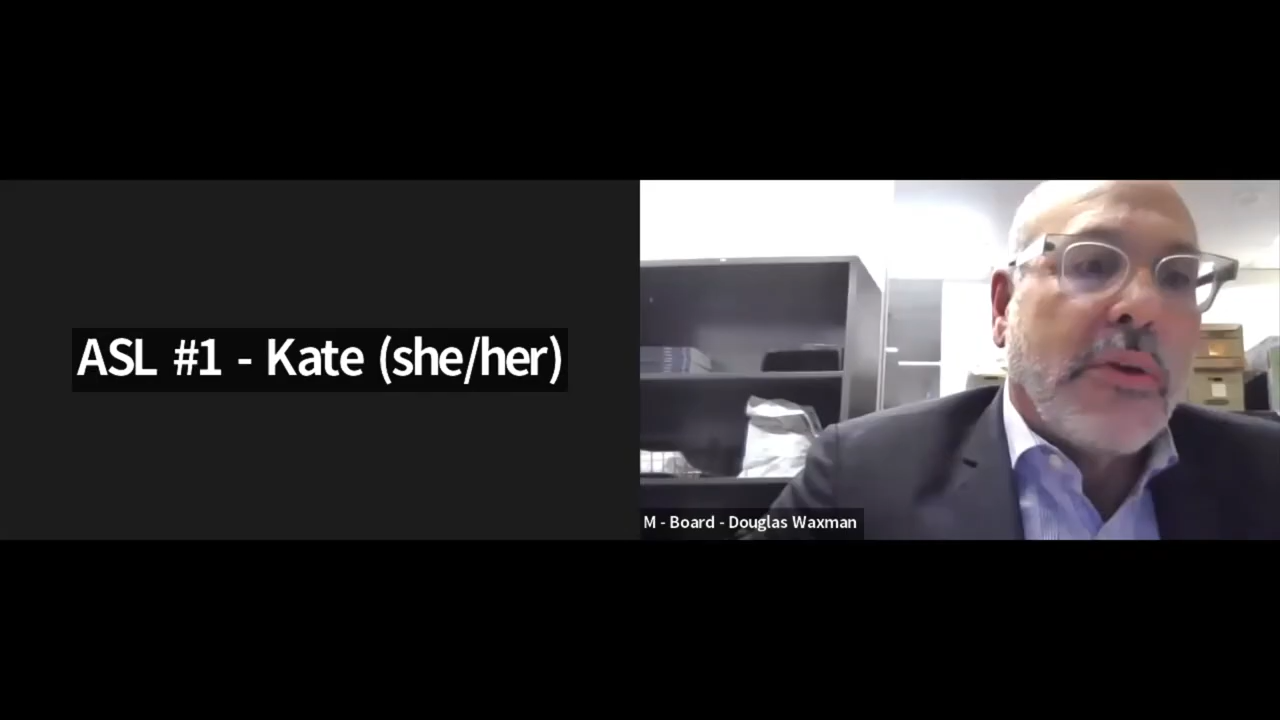 ASL #1 - Kate (she/her)
M - Board - Douglas Waxman